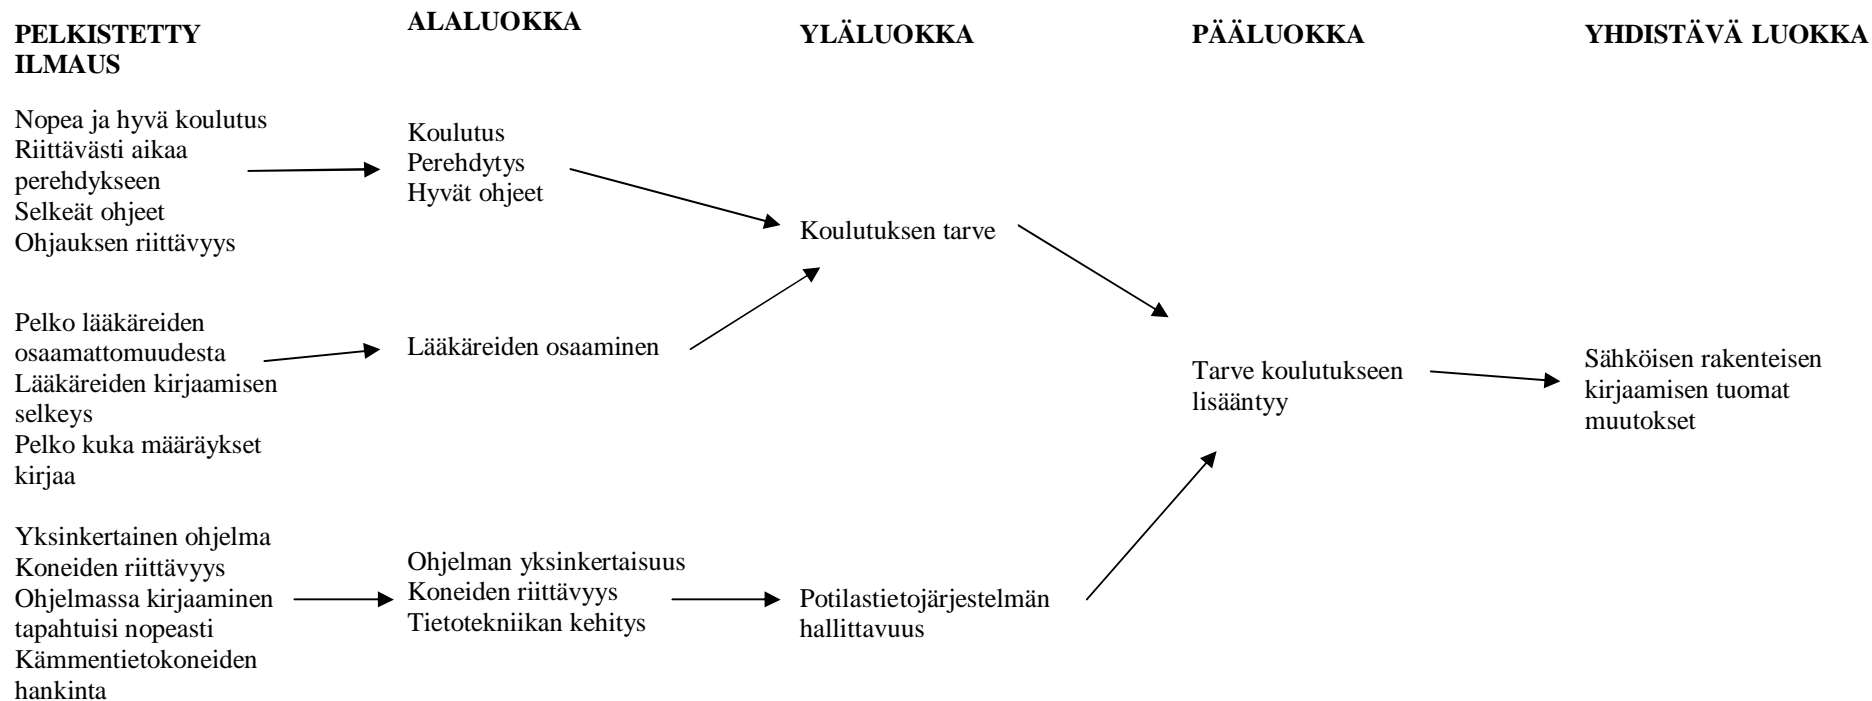 PELKISTETTY
ILMAUS
ALALUOKKA
YLÄLUOKKA
PÄÄLUOKKA
YHDISTÄVÄ LUOKKA
Nopea ja hyvä koulutus
Riittävästi aikaa
perehdykseen
Selkeät ohjeet
Ohjauksen riittävyys
Koulutus
Perehdytys
Hyvät ohjeet
Koulutuksen tarve
Pelko lääkäreiden
osaamattomuudesta
Lääkäreiden kirjaamisen
selkeys
Pelko kuka määräykset
kirjaa
Lääkäreiden osaaminen
Tarve koulutukseen
lisääntyy
Sähköisen rakenteisen
kirjaamisen tuomat
muutokset
Yksinkertainen ohjelma
Koneiden riittävyys
Ohjelmassa kirjaaminen
tapahtuisi nopeasti
Kämmentietokoneiden
hankinta
Ohjelman yksinkertaisuus
Koneiden riittävyys
Tietotekniikan kehitys
Potilastietojärjestelmän
hallittavuus